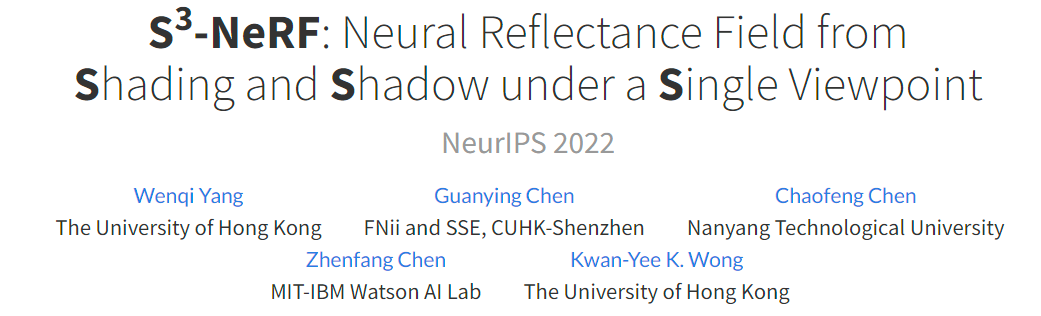 S³-NeRF: Neural Reflectance Field from
Shading and Shadow under a Single Viewpoint
NeurIPS 2022
Wenqi Yang Guanying Chen Chaofeng Chen
The University of Hong Kong FNii and SSE, CUHK-Shenzhen Nanyang Technological University
Zhenfang Chen Kwan-Yee K. Wong
MIT-IBM Watson AI Lab The University of Hong Kong